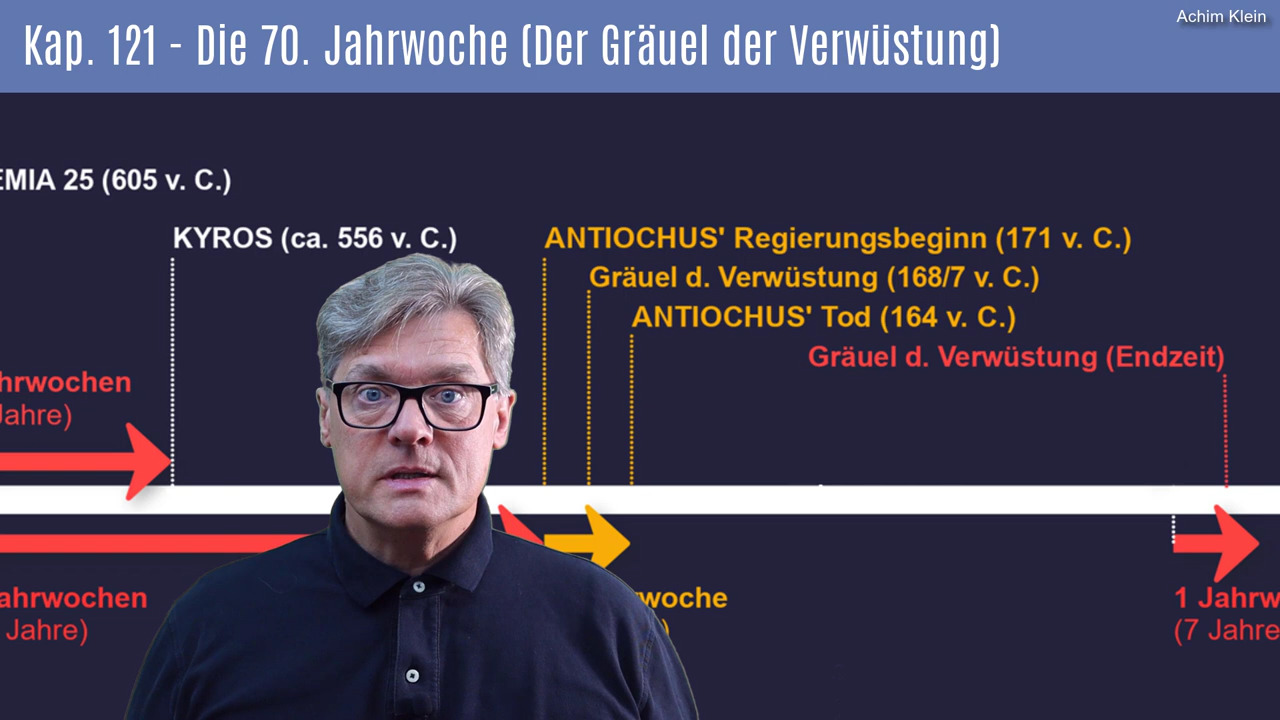 Kap. 121 - Die 70. Jahrwoche (Der Gräuel der Verwüstung)
Achim Klein
EMIA 25 (605 v. C.)
KYROS (ca. 556 v. C.)
ANTIOCHUS' Regierungsbeginn (171 v. C.)
Gräuel d. Verwüstung (168/7 v. C.)
ANTIOCHUS' Tod (164 v. C.)
Gräuel d. Verwüstung (Endzeit)
hrwochen
Jahre)
ahrwochen
Jahre)
woche
)
1 Jahrw
(7 Jahre